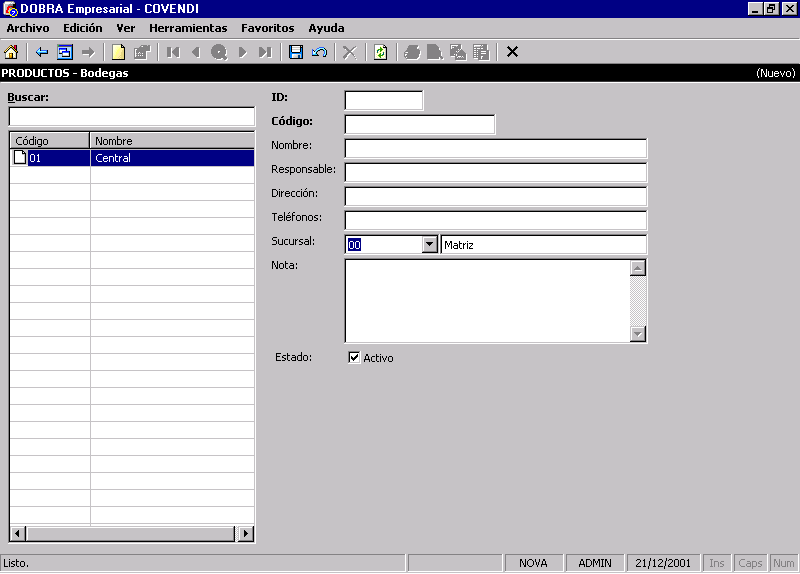 DOBRA Empresarial - COVENDI
Archivo Edición Ver Herramientas Favoritos Ayuda
PRODUCTOS - Bodegas (Nuevo)
Buscar:
Código Nombre
01 Central
ID:
Código:
Nombre:
Responsable:
Dirección:
Teléfonos:
Sucursal: 00 Matriz
Nota:
Estado: Activo
Listo. NOVA ADMIN 21/12/2001 Ins Caps Num